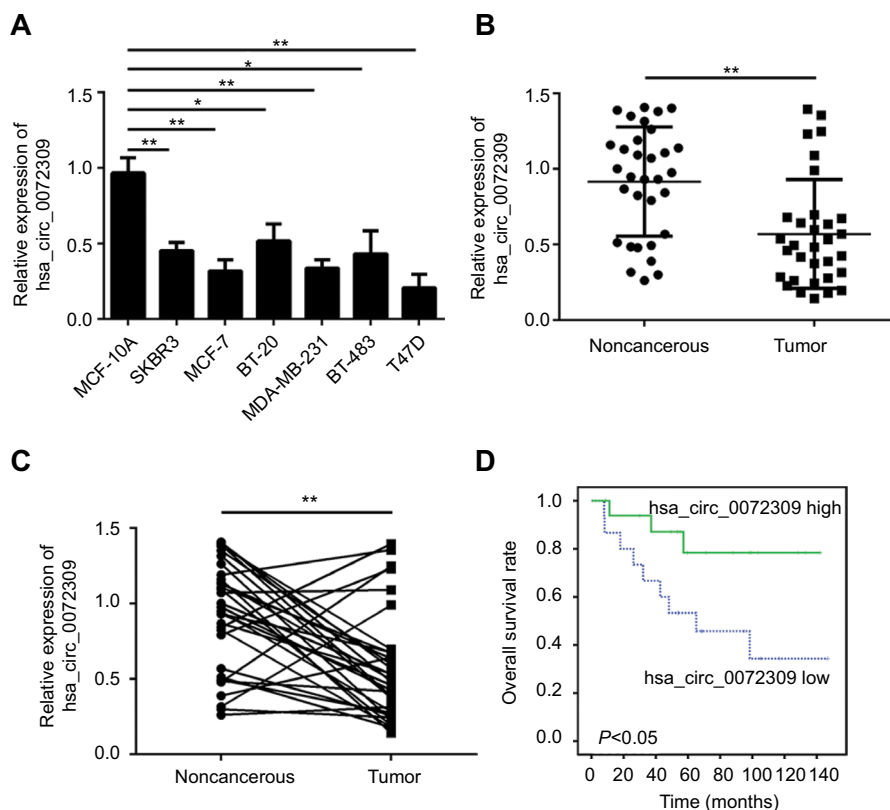 A
Relative expression of
hsa_circ_0072309
1.5
1.0
0.5
0.0
**
*
**
*
**
**
MCF-10A
SKBR3
MCF-7
BT-20
MDA-MB-231
BT-483
T47D
B
Relative expression of
hsa_circ_0072309
1.5
1.0
0.5
0.0
**
Noncancerous
Tumor
C
Relative expression of
hsa_circ_0072309
1.5
1.0
0.5
0.0
**
Noncancerous
Tumor
D
Overall survival rate
1.0
0.8
0.6
0.4
0.2
0.0
hsa_circ_0072309 high
hsa_circ_0072309 low
P<0.05
0 20 40 60 80 100 120 140
Time (months)